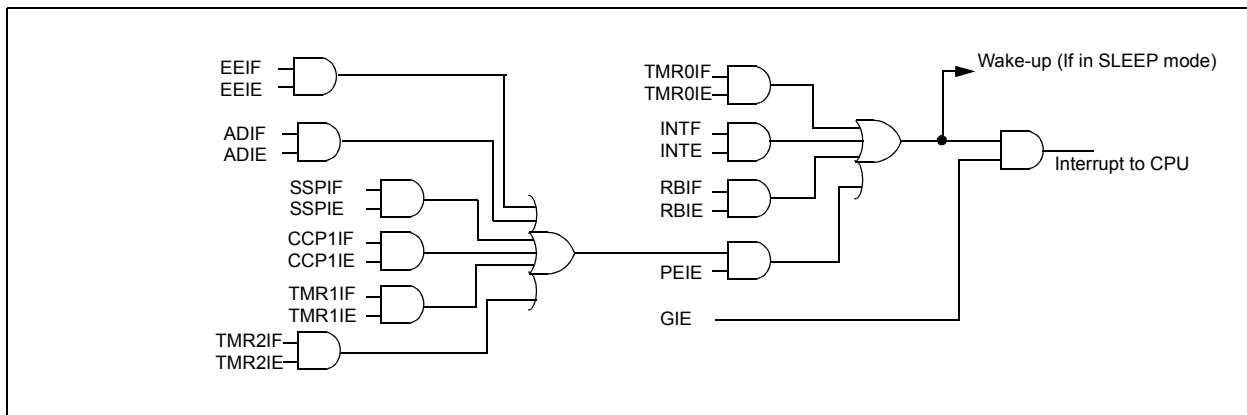 EEIF
EEIE
ADIF
ADIE
SSPIF
SSPIE
CCP1IF
CCP1IE
TMR1IF
TMR1IE
TMR2IF
TMR2IE
TMR0IF
TMR0IE
INTF
INTE
RBIF
RBIE
PEIE
GIE
Wake-up (If in SLEEP mode)
Interrupt to CPU